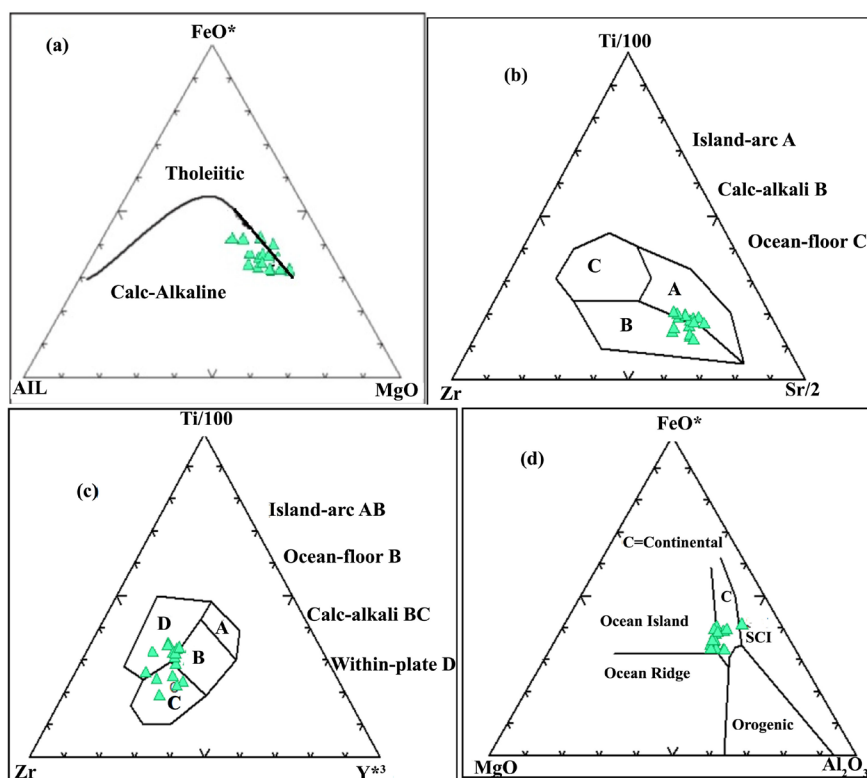 (a)
FeO*
Tholeiitic
Calc-Alkaline
AIL
MgO
(b)
Ti/100
Island-arc A
Calc-alkali B
Ocean-floor C
C
A
B
Zr
Sr/2
(c)
Ti/100
Island-arc AB
Ocean-floor B
Calc-alkali BC
Within-plate D
D
A
B
C
Zr
Y*³
(d)
FeO*
C=Continental
C
Ocean Island
SCI
Ocean Ridge
Orogenic
MgO
Al₂O₃